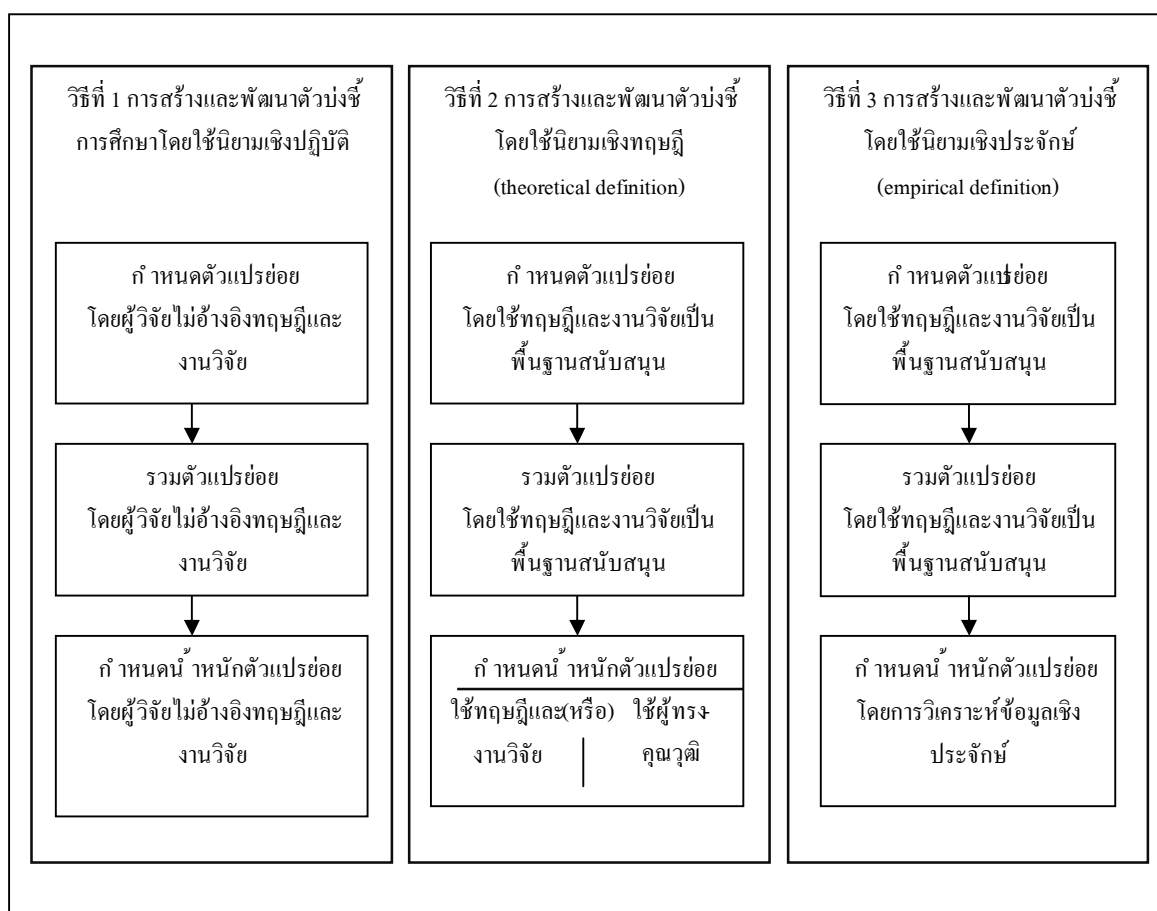 วิธีที่ 1 การสร้างและพัฒนาตัวบ่งชี้
การศึกษาโดยใช้นิยามเชิงปฏิบัติ
กำหนดตัวแปรย่อย
โดยผู้วิจัยไม่อ้างอิงทฤษฎีและ
งานวิจัย
รวมตัวแปรย่อย
โดยผู้วิจัยไม่อ้างอิงทฤษฎีและ
งานวิจัย
กำหนดน้ำหนักตัวแปรย่อย
โดยผู้วิจัยไม่อ้างอิงทฤษฎีและ
งานวิจัย
วิธีที่ 2 การสร้างและพัฒนาตัวบ่งชี้
โดยใช้นิยามเชิงทฤษฎี
(theoretical definition)
กำหนดตัวแปรย่อย
โดยใช้ทฤษฎีและงานวิจัยเป็น
พื้นฐานสนับสนุน
รวมตัวแปรย่อย
โดยใช้ทฤษฎีและงานวิจัยเป็น
พื้นฐานสนับสนุน
กำหนดน้ำหนักตัวแปรย่อย
ใช้ทฤษฎีและ(หรือ) ใช้ผู้ทรง-
งานวิจัย คุณวุฒิ
วิธีที่ 3 การสร้างและพัฒนาตัวบ่งชี้
โดยใช้นิยามเชิงประจักษ์
(empirical definition)
กำหนดตัวแปรย่อย
โดยใช้ทฤษฎีและงานวิจัยเป็น
พื้นฐานสนับสนุน
รวมตัวแปรย่อย
โดยใช้ทฤษฎีและงานวิจัยเป็น
พื้นฐานสนับสนุน
กำหนดน้ำหนักตัวแปรย่อย
โดยการวิเคราะห์ข้อมูลเชิง
ประจักษ์